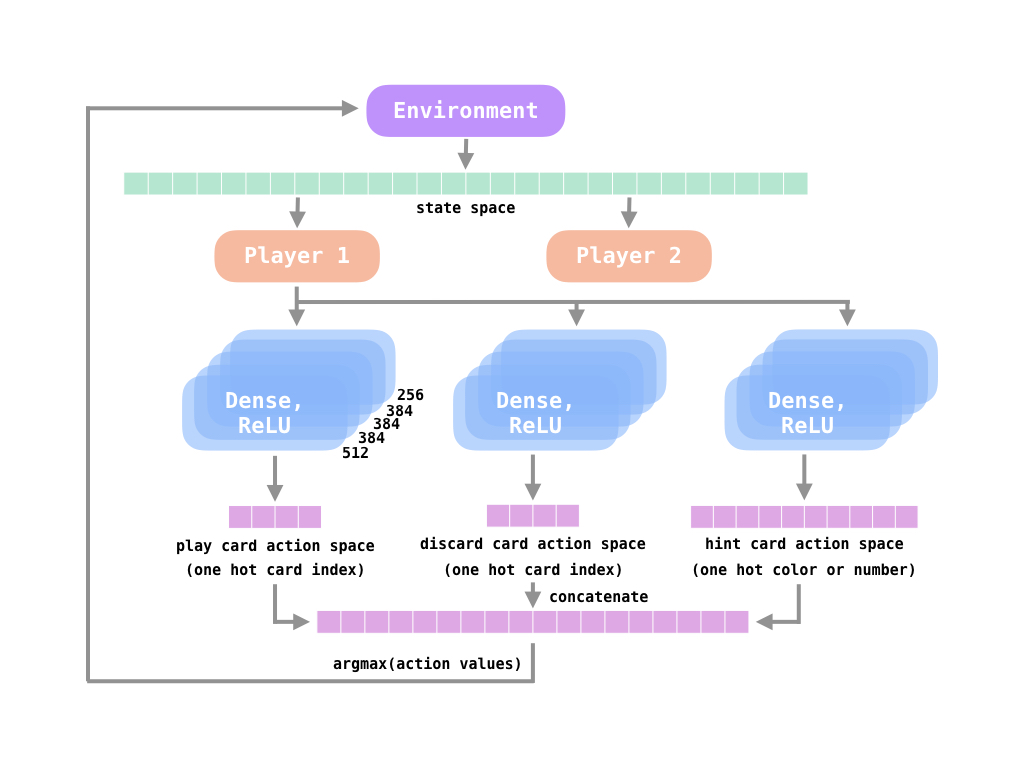 Environment
state space
Player 1
Player 2
Dense,
ReLU
256
384
384
384
512
Dense,
ReLU
Dense,
ReLU
play card action space
(one hot card index)
discard card action space
(one hot card index)
hint card action space
(one hot color or number)
concatenate
argmax(action values)